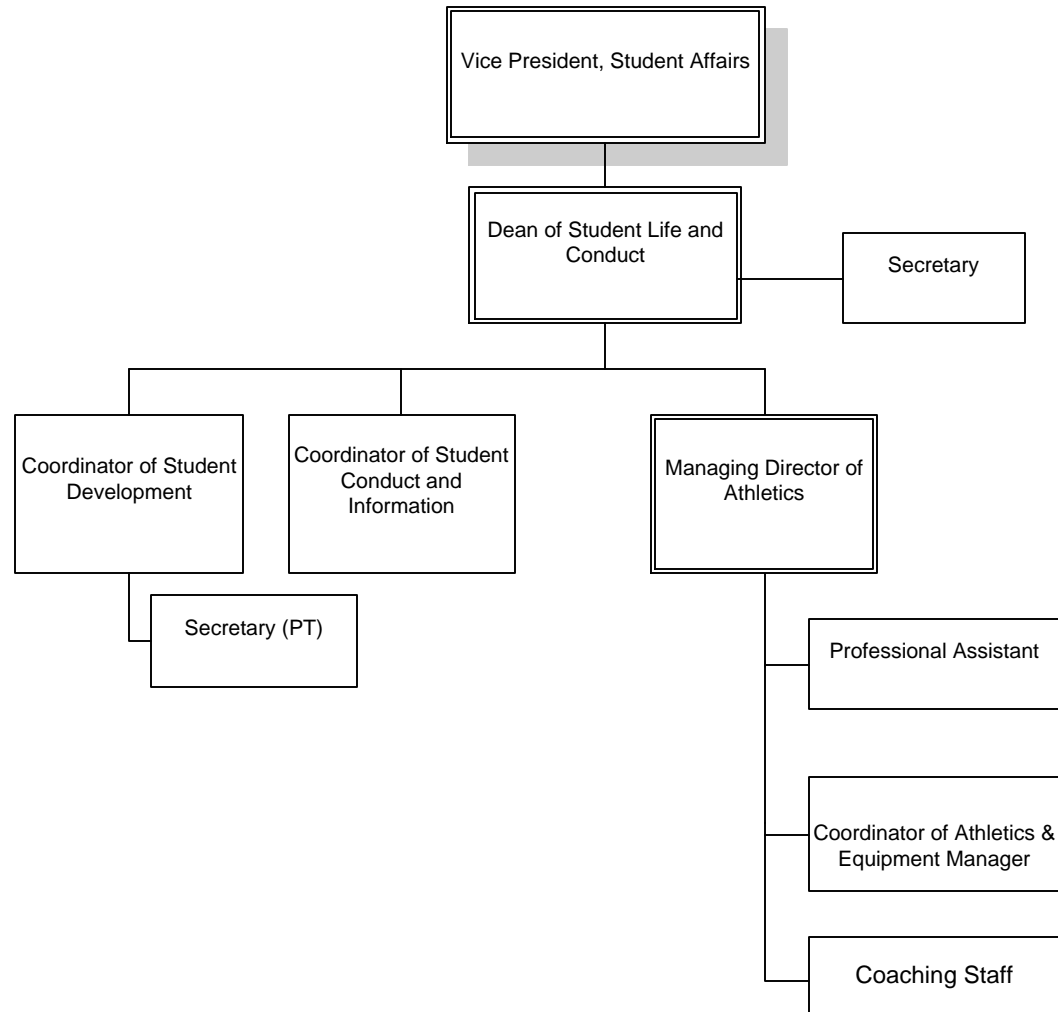 Vice President, Student Affairs
Dean of Student Life and
Conduct
Secretary
Coordinator of Student
Development
Coordinator of Student
Conduct and
Information
Managing Director of
Athletics
Secretary (PT)
Professional Assistant
Coordinator of Athletics &
Equipment Manager
Coaching Staff